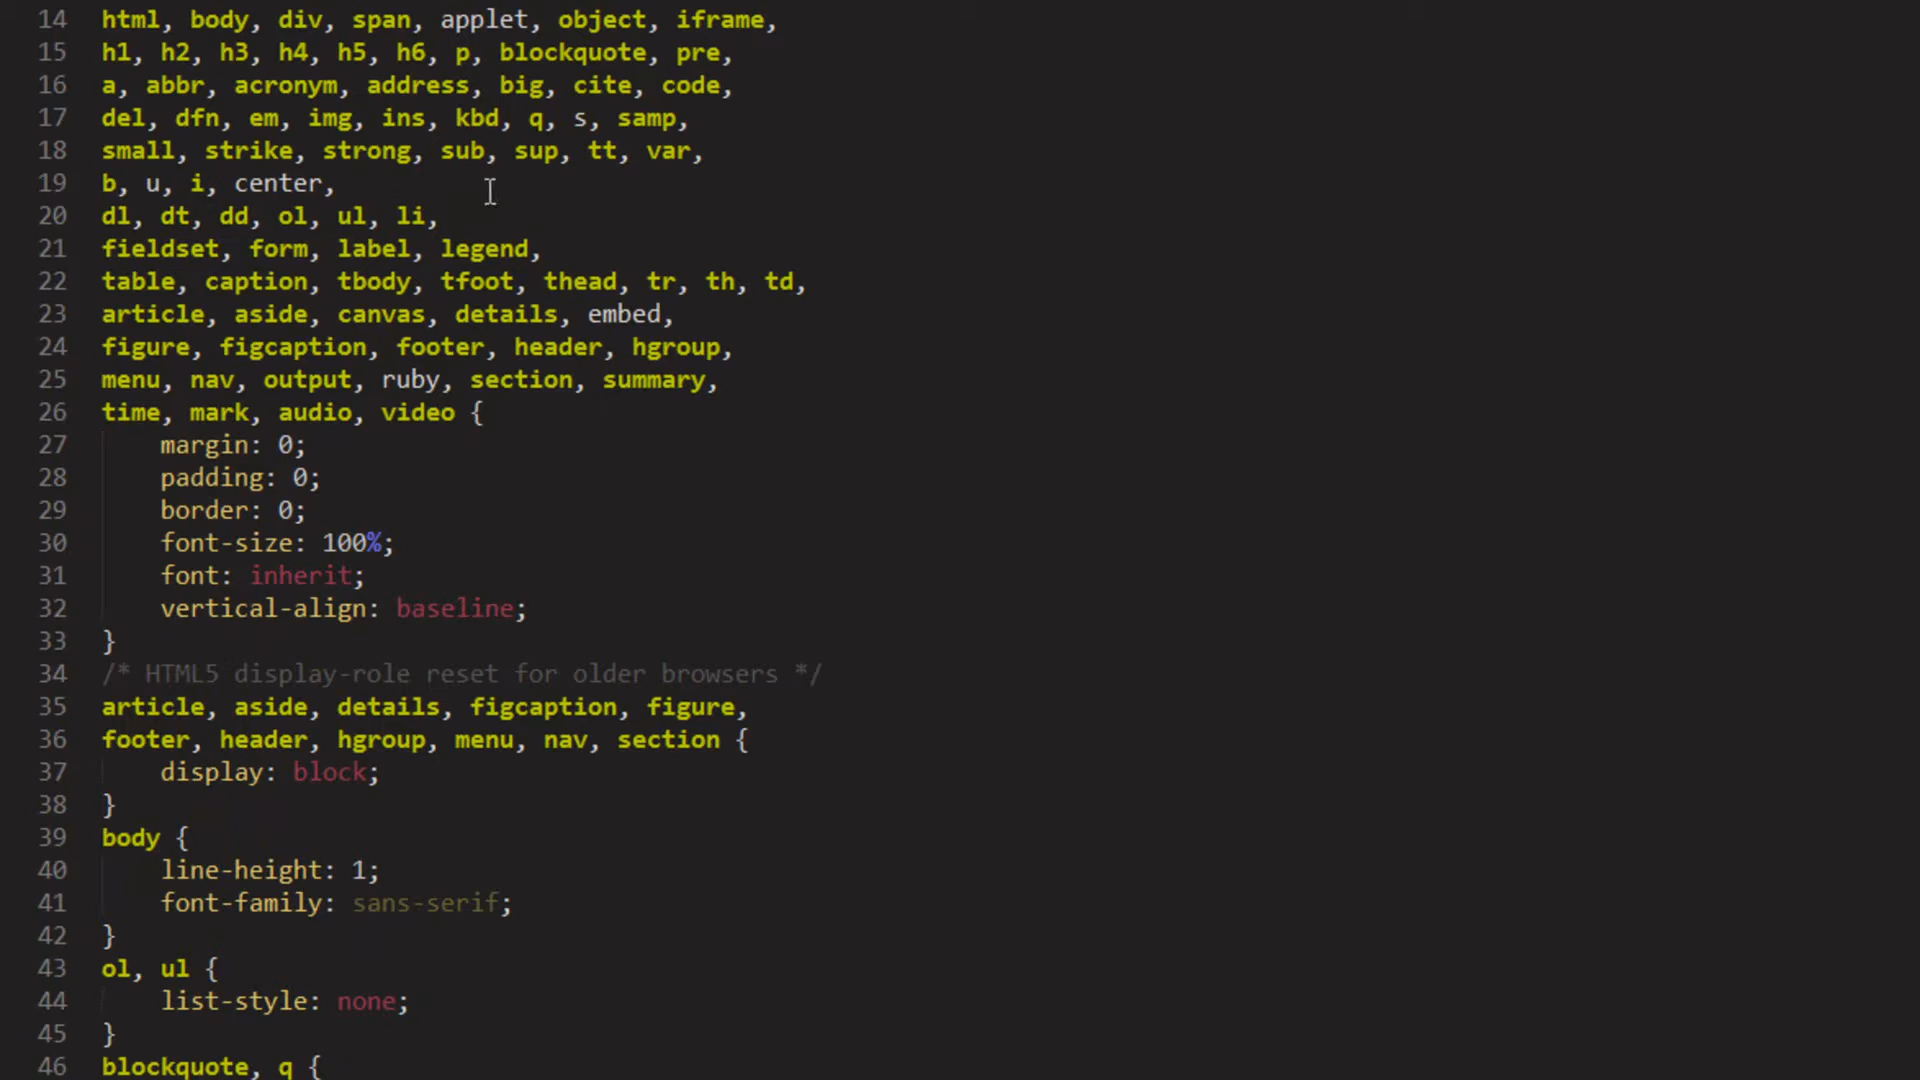 14 html, body, div, span, applet, object, iframe,
15 h1, h2, h3, h4, h5, h6, p, blockquote, pre,
16 a, abbr, acronym, address, big, cite, code,
17 del, dfn, em, img, ins, kbd, q, s, samp,
18 small, strike, strong, sub, sup, tt, var,
19 b, u, i, center,
20 dl, dt, dd, ol, ul, li,
21 fieldset, form, label, legend,
22 table, caption, tbody, tfoot, thead, tr, th, td,
23 article, aside, canvas, details, embed,
24 figure, figcaption, footer, header, hgroup,
25 menu, nav, output, ruby, section, summary,
26 time, mark, audio, video {
27     margin: 0;
28     padding: 0;
29     border: 0;
30     font-size: 100%;
31     font: inherit;
32     vertical-align: baseline;
33 }
34 /* HTML5 display-role reset for older browsers */
35 article, aside, details, figcaption, figure,
36 footer, header, hgroup, menu, nav, section {
37     display: block;
38 }
39 body {
40     line-height: 1;
41     font-family: sans-serif;
42 }
43 ol, ul {
44     list-style: none;
45 }
46 blockquote, q {